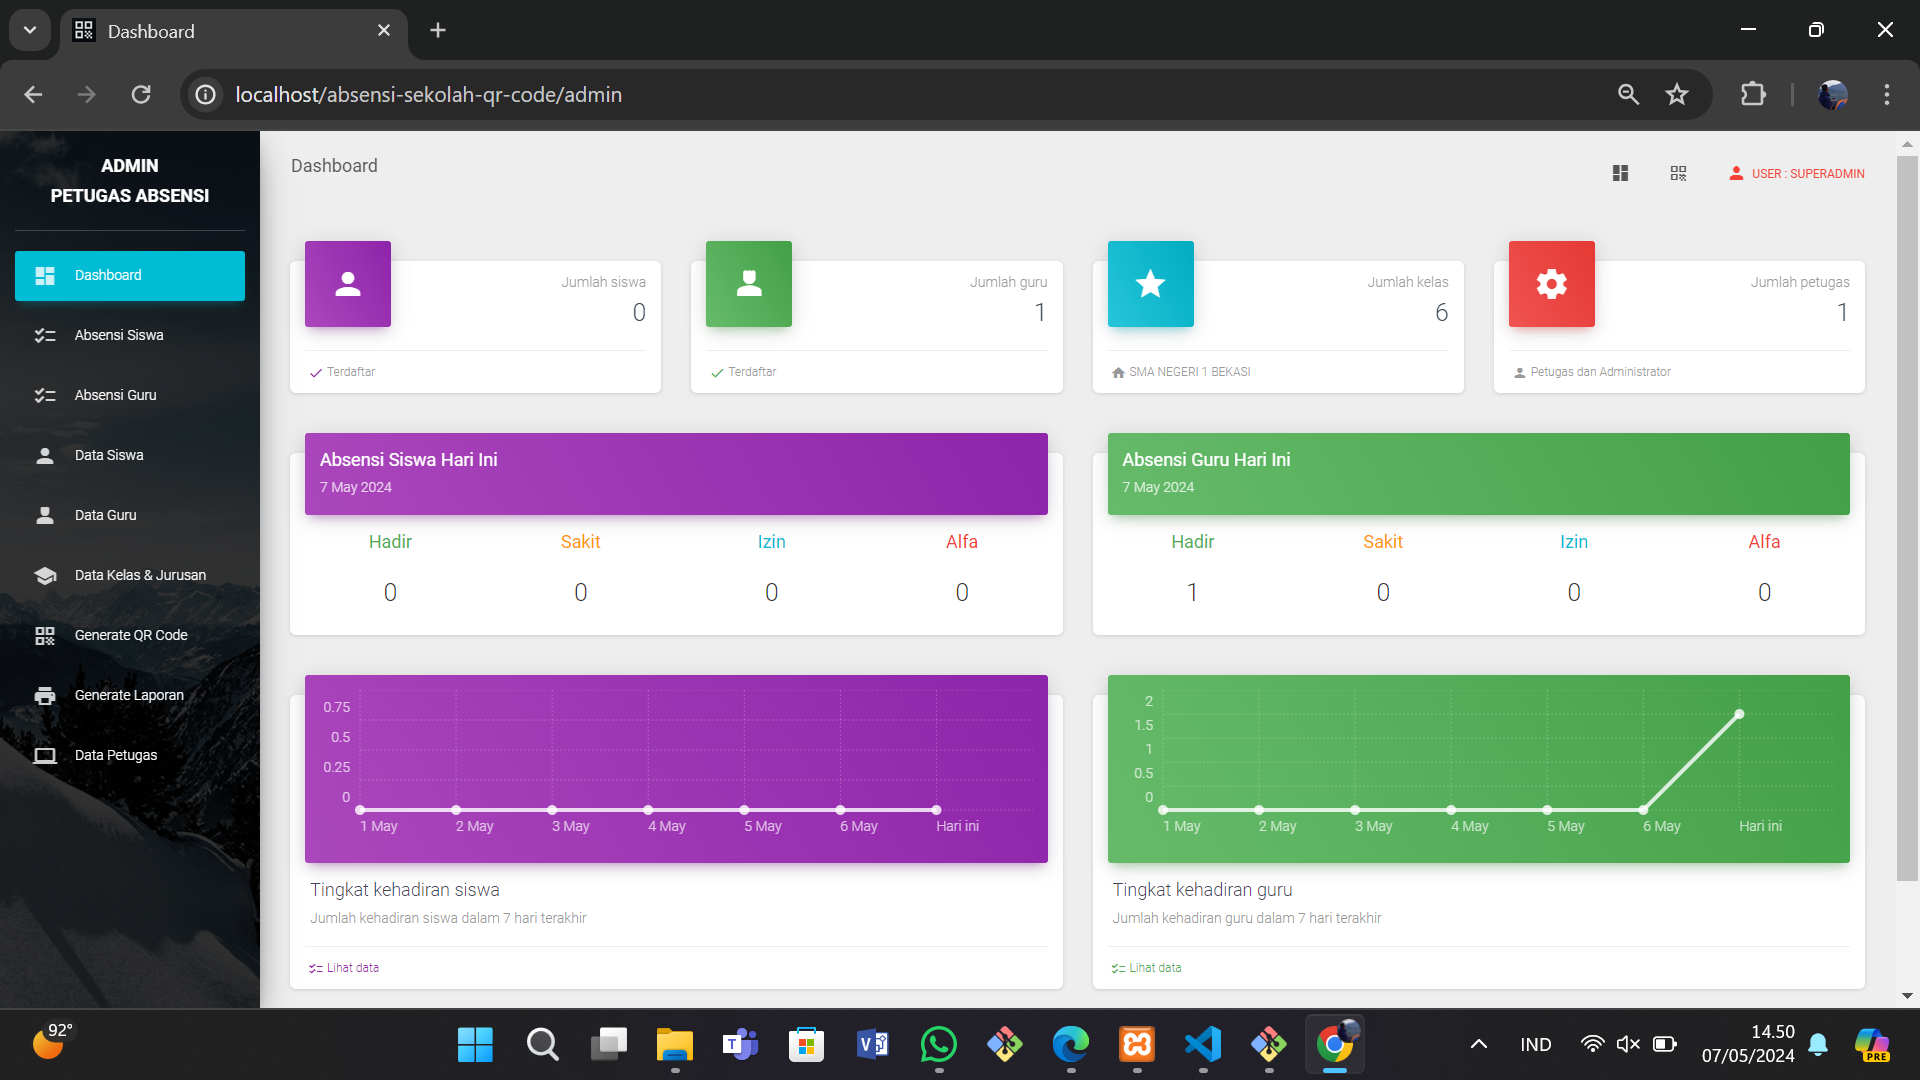 Dashboard
localhost/absensi-sekolah-qr-code/admin
ADMIN
PETUGAS ABSENSI
Dashboard
Absensi Siswa
Absensi Guru
Data Siswa
Data Guru
Data Kelas & Jurusan
Generate QR Code
Generate Laporan
Data Petugas
Dashboard
USER : SUPERADMIN
Jumlah siswa
0
Terdaftar
Jumlah guru
1
Terdaftar
Jumlah kelas
6
SMA NEGERI 1 BEKASI
Jumlah petugas
1
Petugas dan Administrator
Absensi Siswa Hari Ini
7 May 2024
Hadir Sakit Izin Alfa
0 0 0 0
Absensi Guru Hari Ini
7 May 2024
Hadir Sakit Izin Alfa
1 0 0 0
0.75
0.5
0.25
0
1 May 2 May 3 May 4 May 5 May 6 May Hari ini
Tingkat kehadiran siswa
Jumlah kehadiran siswa dalam 7 hari terakhir
Lihat data
2
1.5
1
0.5
0
1 May 2 May 3 May 4 May 5 May 6 May Hari ini
Tingkat kehadiran guru
Jumlah kehadiran guru dalam 7 hari terakhir
Lihat data
92°
T
V
IND
14.50
07/05/2024
PRE